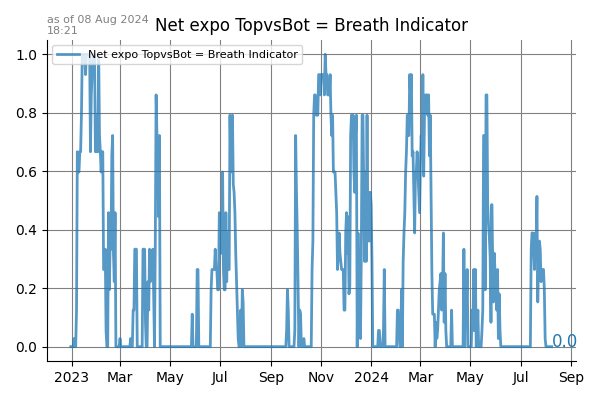 as of 08 Aug 2024
18:21
Net expo TopvsBot = Breath Indicator
Net expo TopvsBot = Breath Indicator
1.0
0.8
0.6
0.4
0.2
0.0
0.0
2023 Mar May Jul Sep Nov 2024 Mar May Jul Sep